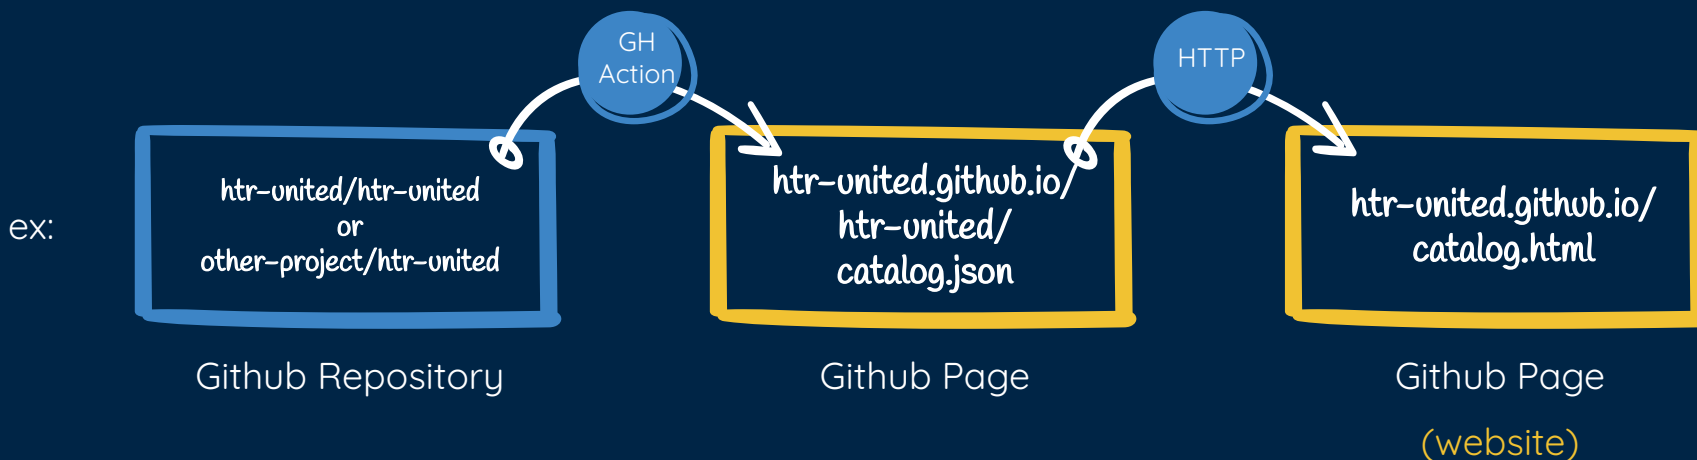 GH
Action
HTTP
ex:
htr-united/htr-united
or
other-project/htr-united
htr-united.github.io/
htr-united/
catalog.json
htr-united.github.io/
catalog.html
Github Repository
Github Page
Github Page
(website)